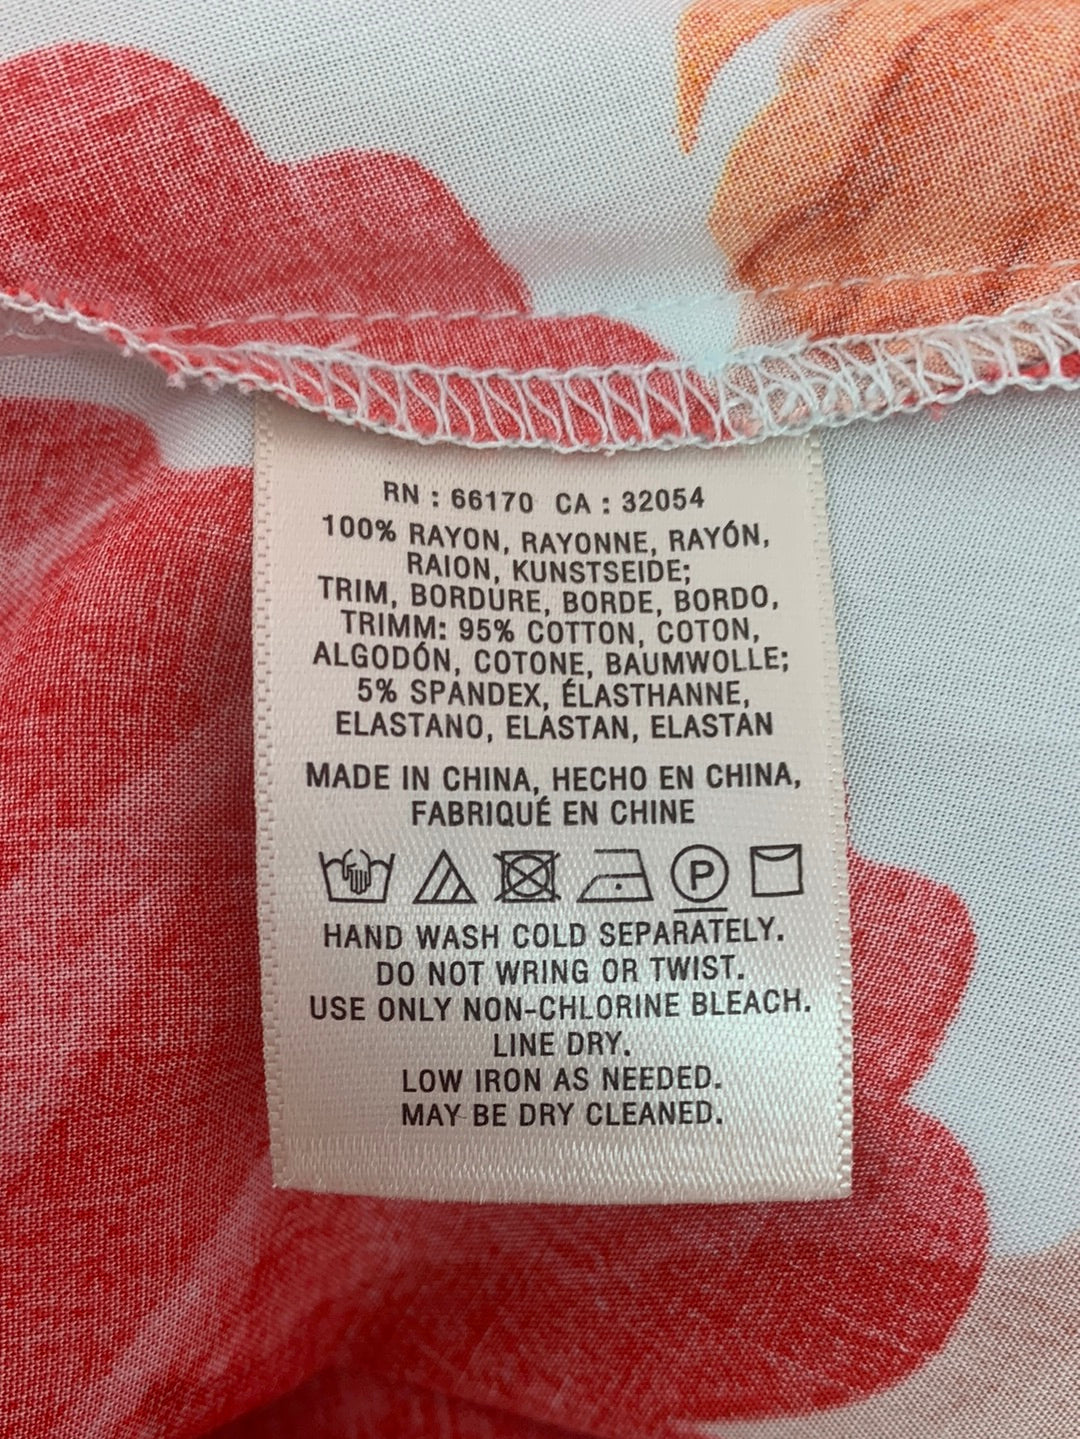 RN : 66170 CA : 32054
100% RAYON, RAYONNE, RAYÓN,
RAION, KUNSTSEIDE;
TRIM, BORDURE, BORDE, BORDO,
TRIMM: 95% COTTON, COTON,
ALGODÓN, COTONE, BAUMWOLLE;
5% SPANDEX, ÉLASTHANNE,
ELASTANO, ELASTAN, ELASTAN
MADE IN CHINA, HECHO EN CHINA,
FABRIQUÉ EN CHINE
P
HAND WASH COLD SEPARATELY.
DO NOT WRING OR TWIST.
USE ONLY NON-CHLORINE BLEACH.
LINE DRY.
LOW IRON AS NEEDED.
MAY BE DRY CLEANED.